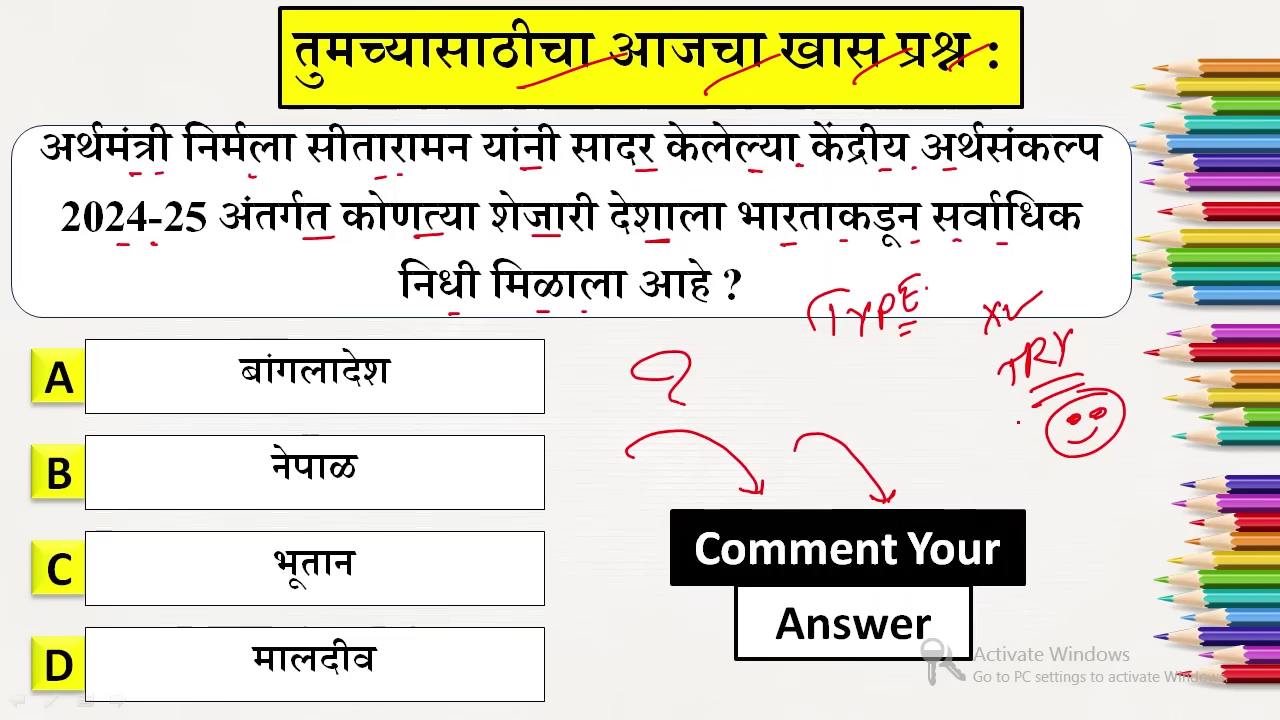 तुमच्यासाठीचा आजचा खास प्रश्न :
अर्थमंत्री निर्मला सीतारामन यांनी सादर केलेल्या केंद्रीय अर्थसंकल्प
2024-25 अंतर्गत कोणत्या शेजारी देशाला भारताकडून सर्वाधिक
निधी मिळाला आहे ?
TYPE
TRY
A बांगलादेश
B नेपाळ
C भूतान
D मालदीव
Comment Your
Answer
Activate Windows
Go to PC settings to activate Windows.